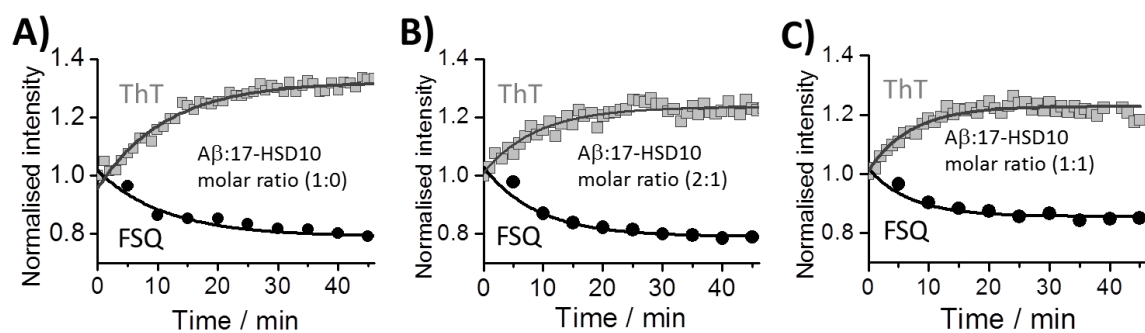 A)
Normalised intensity
1.4
1.2
1.0
0.8
ThT
Aβ:17-HSD10
molar ratio (1:0)
FSQ
0 10 20 30 40
Time / min
B)
Normalised intensity
1.4
1.2
1.0
0.8
ThT
Aβ:17-HSD10
molar ratio (2:1)
FSQ
0 10 20 30 40
Time / min
C)
Normalised intensity
1.4
1.2
1.0
0.8
ThT
Aβ:17-HSD10
molar ratio (1:1)
FSQ
0 10 20 30 40
Time / min